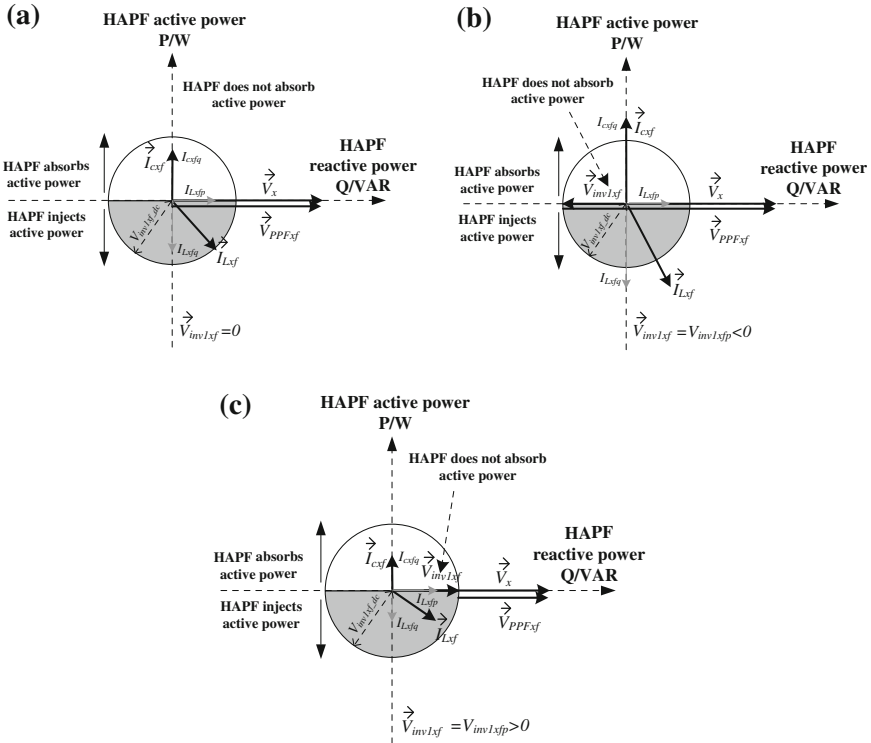 (a)
HAPF active power
P/W
HAPF does not absorb
active power
HAPF absorbs
active power
HAPF injects
active power
I_cxf
I_cxfq
I_Lxfp
V_x
HAPF
reactive power
Q/VAR
V_inv1xf_dc
I_Lxfq
I_Lxf
V_PPFxf
V_inv1xf =0
(b)
HAPF active power
P/W
HAPF does not absorb
active power
I_cxfq
I_cxf
HAPF absorbs
active power
HAPF injects
active power
V_inv1xf
I_Lxfp
V_x
HAPF
reactive power
Q/VAR
V_inv1xf_dc
I_Lxfq
I_Lxf
V_PPFxf
V_inv1xf =V_inv1xfp<0
(c)
HAPF active power
P/W
HAPF does not absorb
active power
HAPF absorbs
active power
HAPF injects
active power
I_cxf
I_cxfq
V_inv1xf
I_Lxfp
V_x
HAPF
reactive power
Q/VAR
V_inv1xf_dc
I_Lxfq
I_Lxf
V_PPFxf
V_inv1xf =V_inv1xfp>0